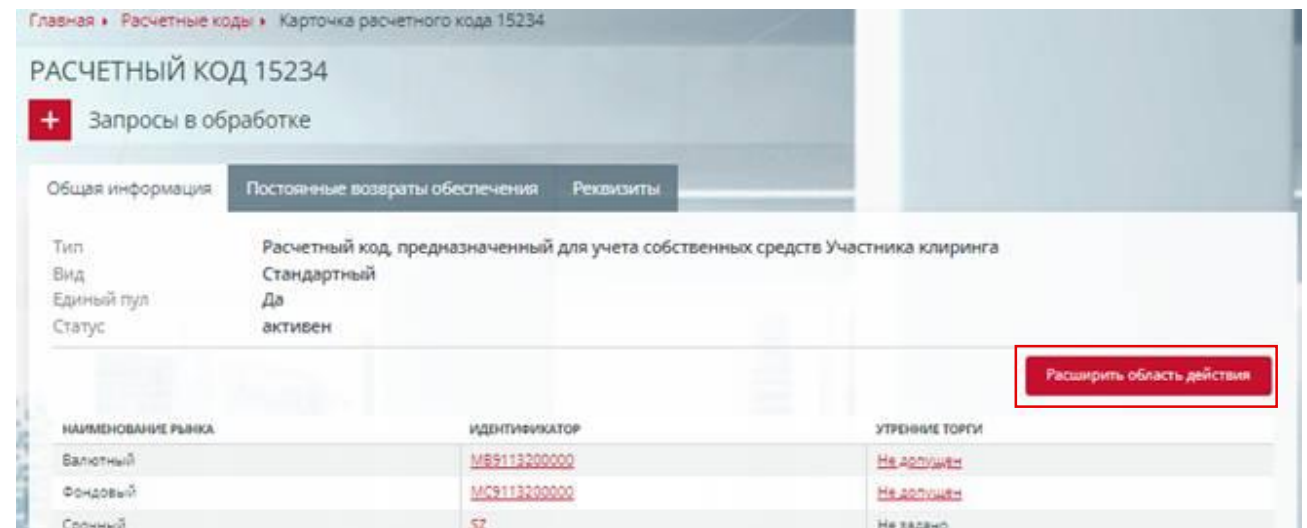 Главная › Расчетные коды › Карточка расчетного кода 15234
РАСЧЕТНЫЙ КОД 15234
+ Запросы в обработке
Общая информация Постоянные возвраты обеспечения Реквизиты
Тип Расчетный код, предназначенный для учета собственных средств Участника клиринга
Вид Стандартный
Единый пул Да
Статус активен
Расширить область действия
НАИМЕНОВАНИЕ РЫНКА ИДЕНТИФИКАТОР УТРЕННИЕ ТОРГИ
Валютный MB9113200000 Не допущен
Фондовый MC9113200000 Не допущен
Срочный SZ Не задано